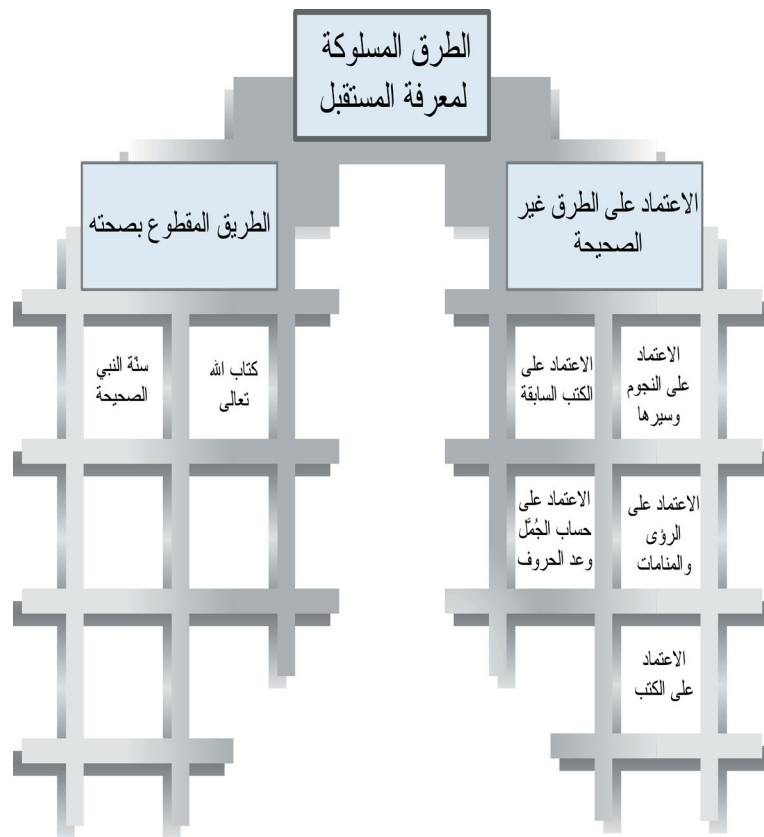 الطرق المسلوكة
لمعرفة المستقبل
الاعتماد على الطرق غير
الصحيحة
الاعتماد
على النجوم
وسيرها
الاعتماد على
الكتب السابقة
الاعتماد على
الرؤى
والمنامات
الاعتماد على
حساب الجُمَّل
وعد الحروف
الاعتماد
على الكتب
الطريق المقطوع بصحته
كتاب الله
تعالى
سنّة النبي
الصحيحة